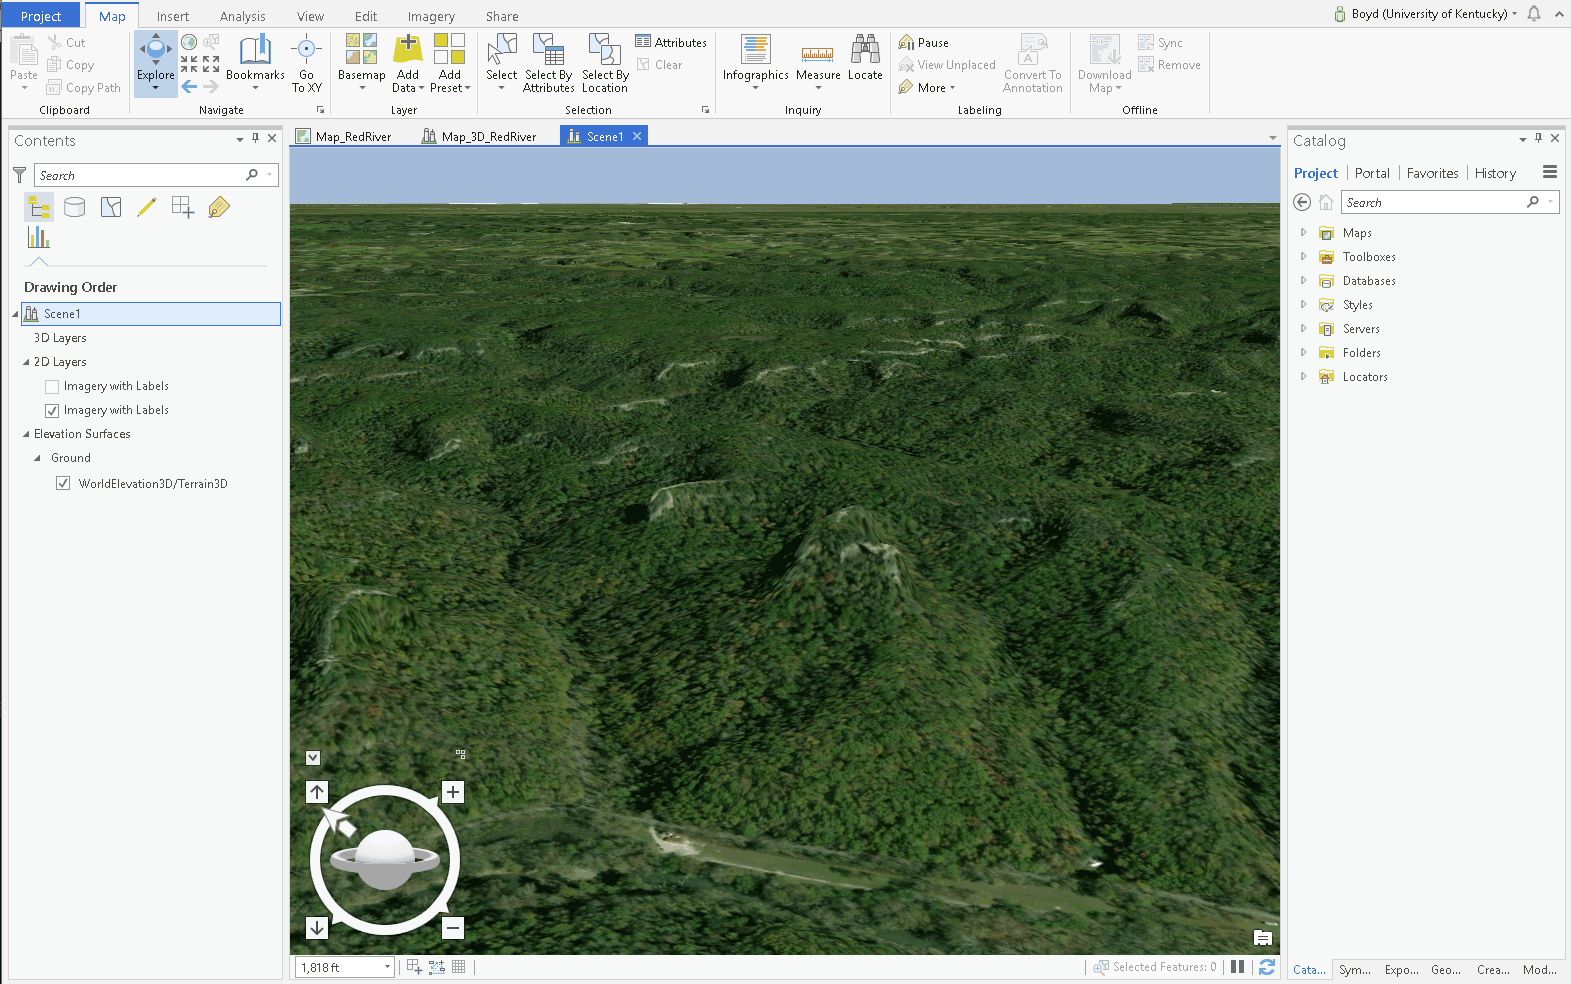 Project Map Insert Analysis View Edit Imagery Share Boyd (University of Kentucky)
Paste
Cut
Copy
Copy Path
Clipboard
Explore
Bookmarks
Go
To XY
Navigate
Basemap
Add
Data
Add
Preset
Layer
Select
Select By
Attributes
Select By
Location
Attributes
Clear
Selection
Infographics
Measure
Locate
Inquiry
Pause
View Unplaced
More
Convert To
Annotation
A
Labeling
Download
Map
Sync
Remove
Offline
Contents
Search
Drawing Order
Scene1
3D Layers
2D Layers
Imagery with Labels
Imagery with Labels
Elevation Surfaces
Ground
WorldElevation3D/Terrain3D
Map_RedRiver Map_3D_RedRiver Scene1
1,818 ft
Selected Features: 0
Catalog
Project Portal Favorites History
Search
Maps
Toolboxes
Databases
Styles
Servers
Folders
Locators
Cata... Sym... Expo... Geo... Crea... Mod...